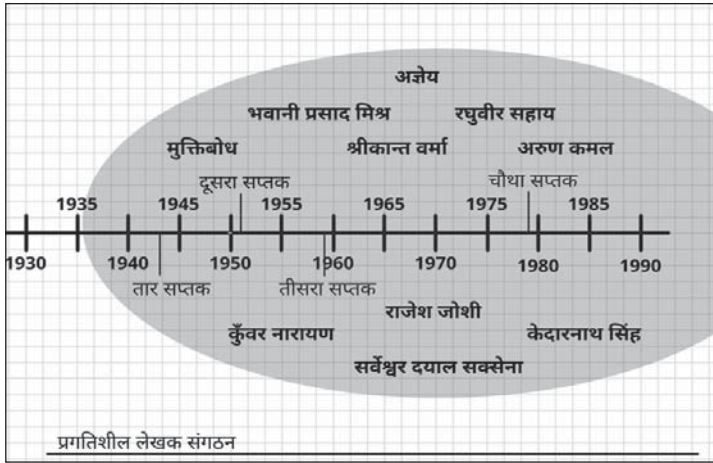 अज्ञेय
भवानी प्रसाद मिश्र रघुवीर सहाय
मुक्तिबोध श्रीकान्त वर्मा अरुण कमल
दूसरा सप्तक चौथा सप्तक
1935 1945 1955 1965 1975 1985
1930 1940 1950 1960 1970 1980 1990
तार सप्तक तीसरा सप्तक
राजेश जोशी
कुँवर नारायण केदारनाथ सिंह
सर्वेश्वर दयाल सक्सेना
प्रगतिशील लेखक संगठन